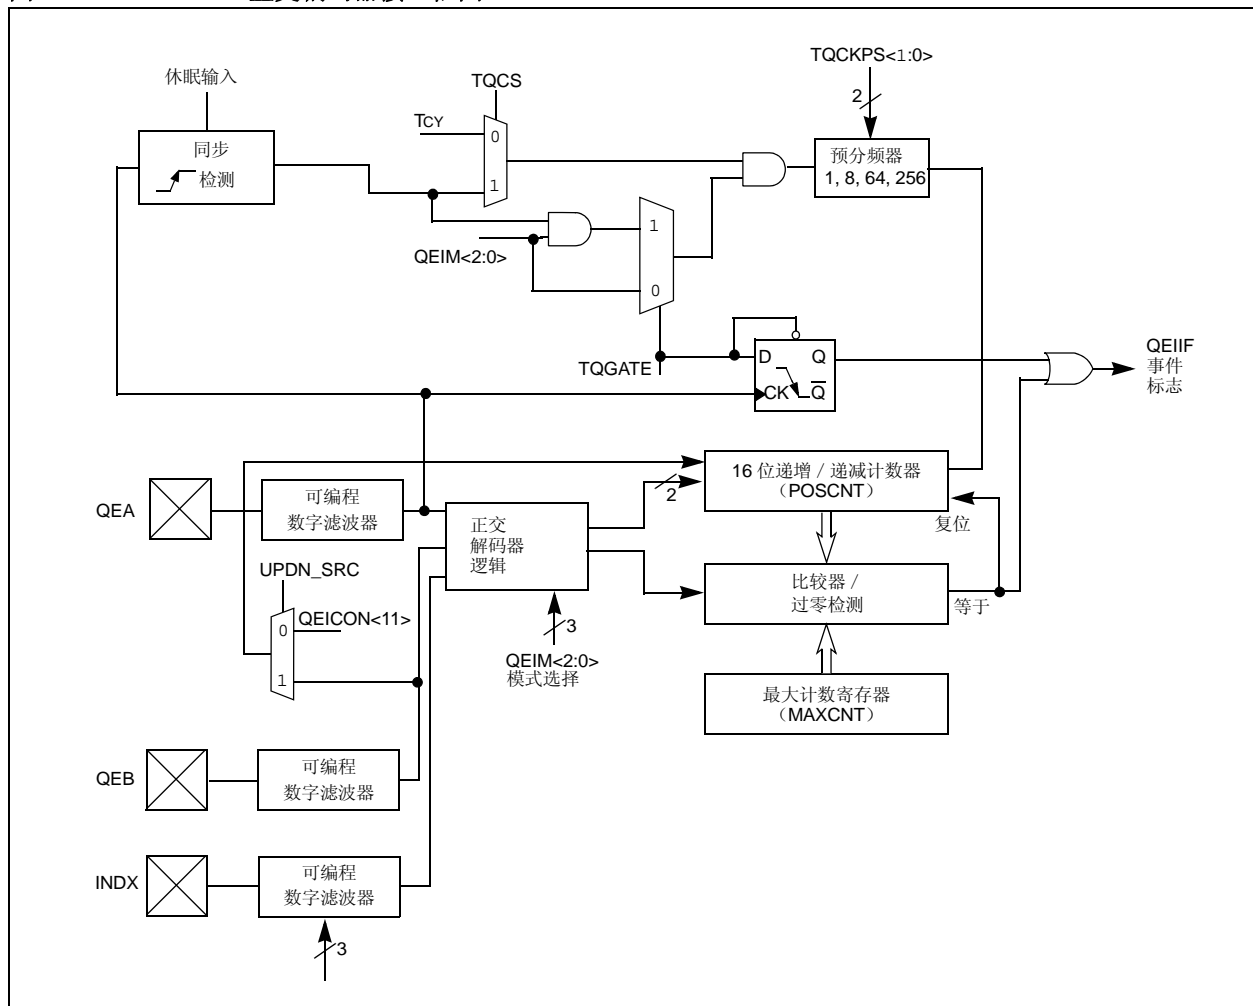 TQCKPS<1:0>
休眠输入
TQCS
2
TCY
0
同步
检测
1
预分频器
1, 8, 64, 256
QEIM<2:0>
1
0
TQGATE
D Q
CK Q
QEIIF
事件
标志
QEA
可编程
数字滤波器
正交
解码器
逻辑
2
16 位递增 / 递减计数器
（POSCNT）
复位
UPDN_SRC
QEICON<11>
0
1
比较器 /
过零检测
等于
3
QEIM<2:0>
模式选择
最大计数寄存器
（MAXCNT）
QEB
可编程
数字滤波器
INDX
可编程
数字滤波器
3